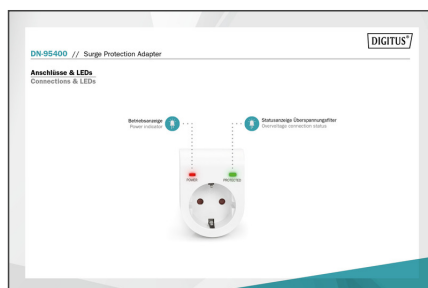 DIGITUS®
DN-95400 // Surge Protection Adapter
Anschlüsse & LEDs
Connections & LEDs
Betriebsanzeige
Power indicator
Statusanzeige Überspannungsfilter
Overvoltage connection status
POWER
PROTECTED